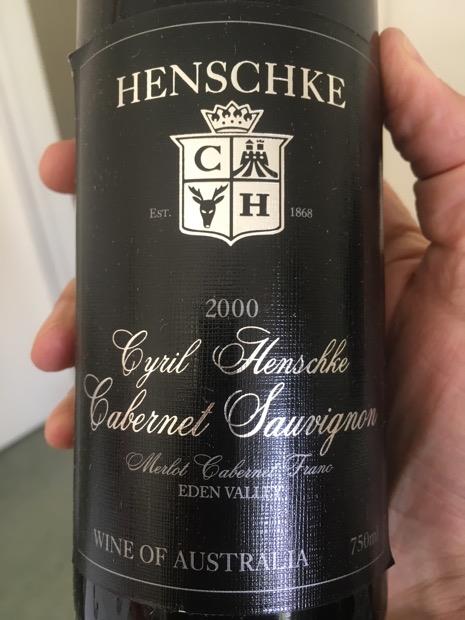 HENSCHKE
C
H
EST. 1868
2000
Cyril Henschke
Cabernet Sauvignon
Merlot Cabernet Franc
EDEN VALLEY
WINE OF AUSTRALIA 750ml